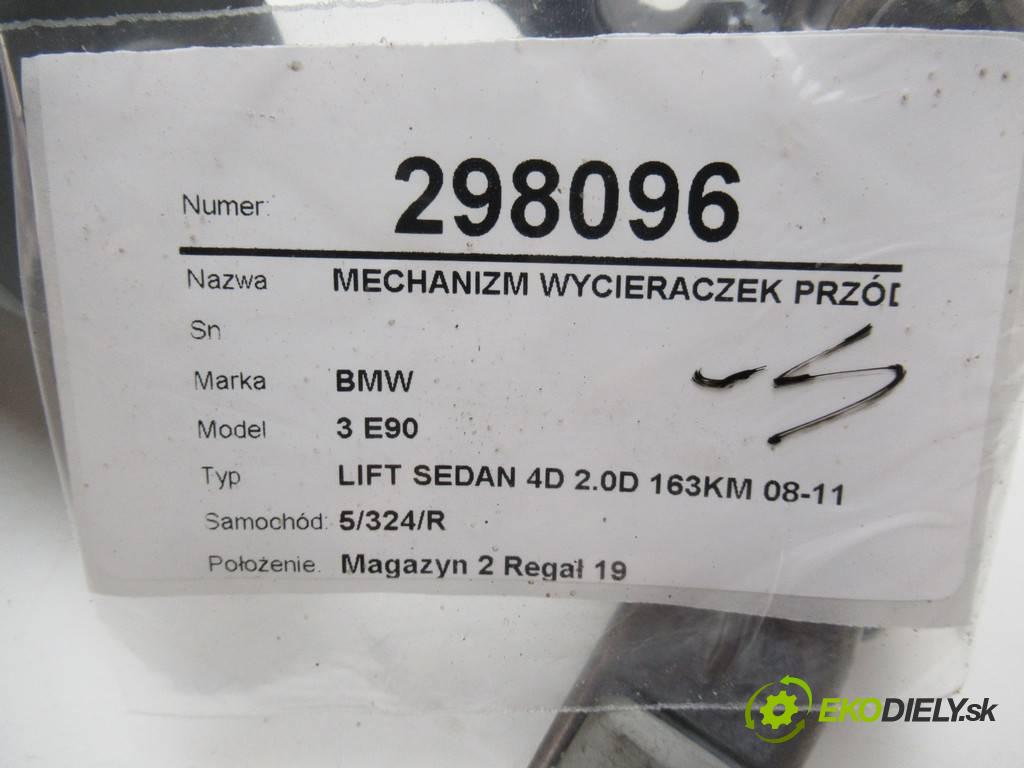 Numer: 298096
Nazwa MECHANIZM WYCIERACZEK PRZÓD
Sn
Marka BMW
Model 3 E90
Typ LIFT SEDAN 4D 2.0D 163KM 08-11
Samochód: 5/324/R
Położenie. Magazyn 2 Regał 19
EKODIELY.sk